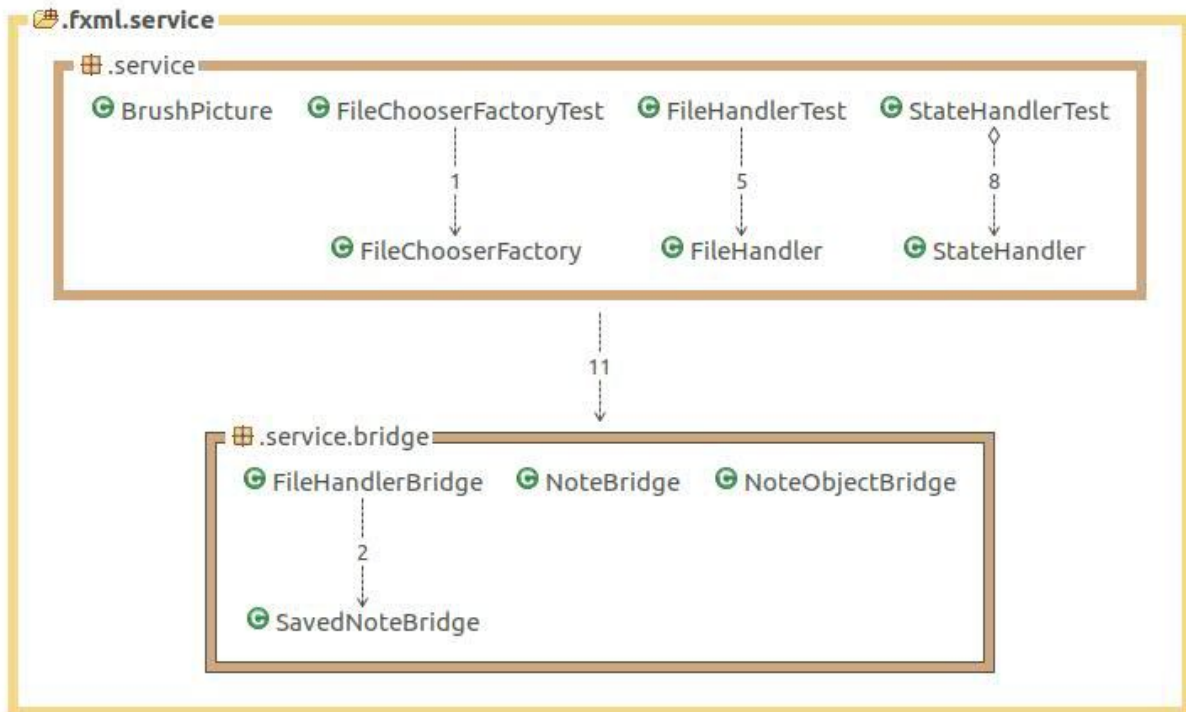 .fxml.service
.service
BrushPicture FileChooserFactoryTest FileHandlerTest StateHandlerTest
1 5 8
FileChooserFactory FileHandler StateHandler
11
.service.bridge
FileHandlerBridge NoteBridge NoteObjectBridge
2
SavedNoteBridge